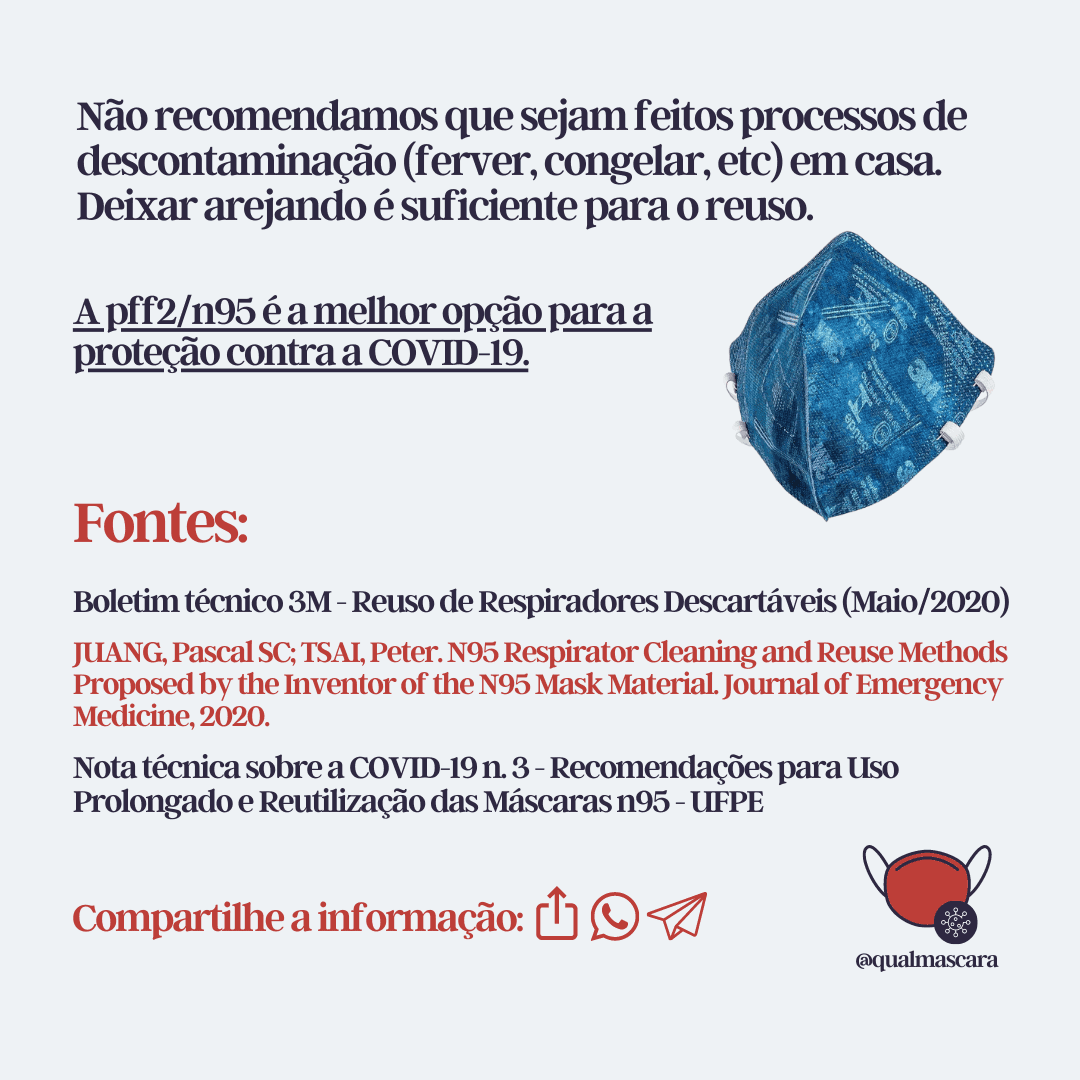 Não recomendamos que sejam feitos processos de
descontaminação (ferver, congelar, etc) em casa.
Deixar arejando é suficiente para o reuso.
A pff2/n95 é a melhor opção para a
proteção contra a COVID-19.
3M
Saúde
3M
3M
Fontes:
Boletim técnico 3M - Reuso de Respiradores Descartáveis (Maio/2020)
JUANG, Pascal SC; TSAI, Peter. N95 Respirator Cleaning and Reuse Methods
Proposed by the Inventor of the N95 Mask Material. Journal of Emergency
Medicine, 2020.
Nota técnica sobre a COVID-19 n. 3 - Recomendações para Uso
Prolongado e Reutilização das Máscaras n95 - UFPE
Compartilhe a informação:
@qualmascara